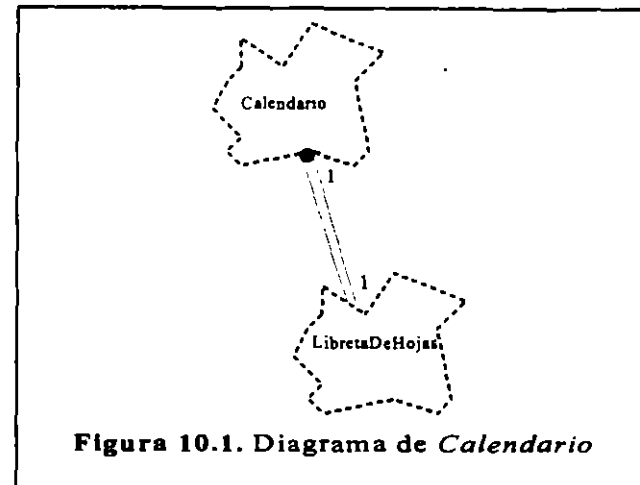 Calendario
1
1
LibretaDeHojas
Figura 10.1. Diagrama de Calendario